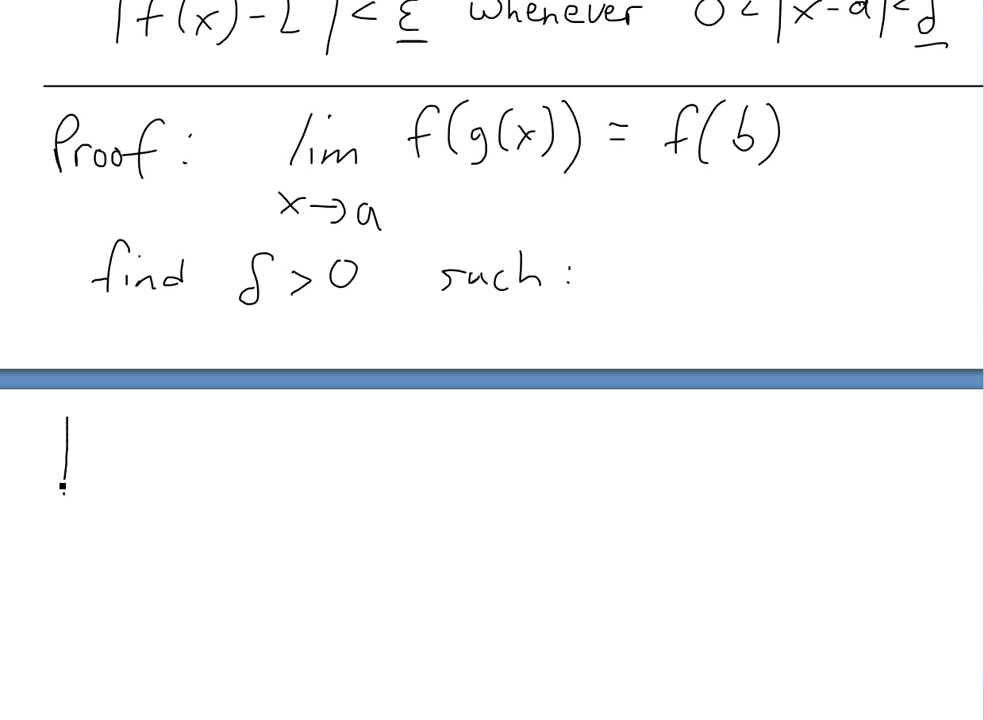 |f(x)-L|<ε whenever 0<|x-a|<δ
Proof: lim f(g(x)) = f(b)
x→a
find δ>0 such:
|